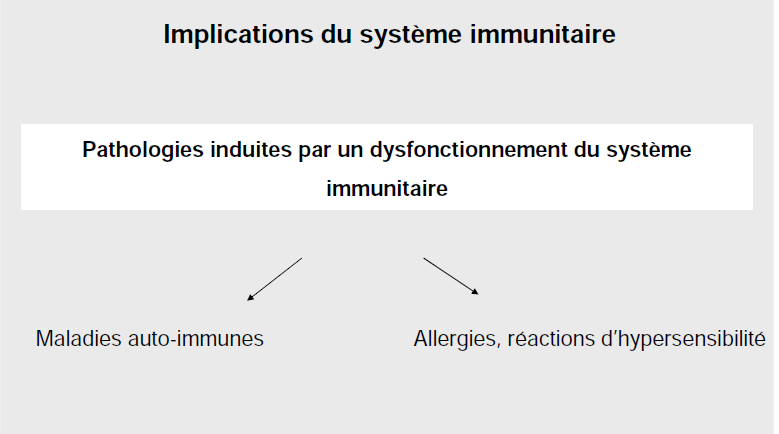 Implications du système immunitaire
Pathologies induites par un dysfonctionnement du système
immunitaire
Maladies auto-immunes
Allergies, réactions d’hypersensibilité